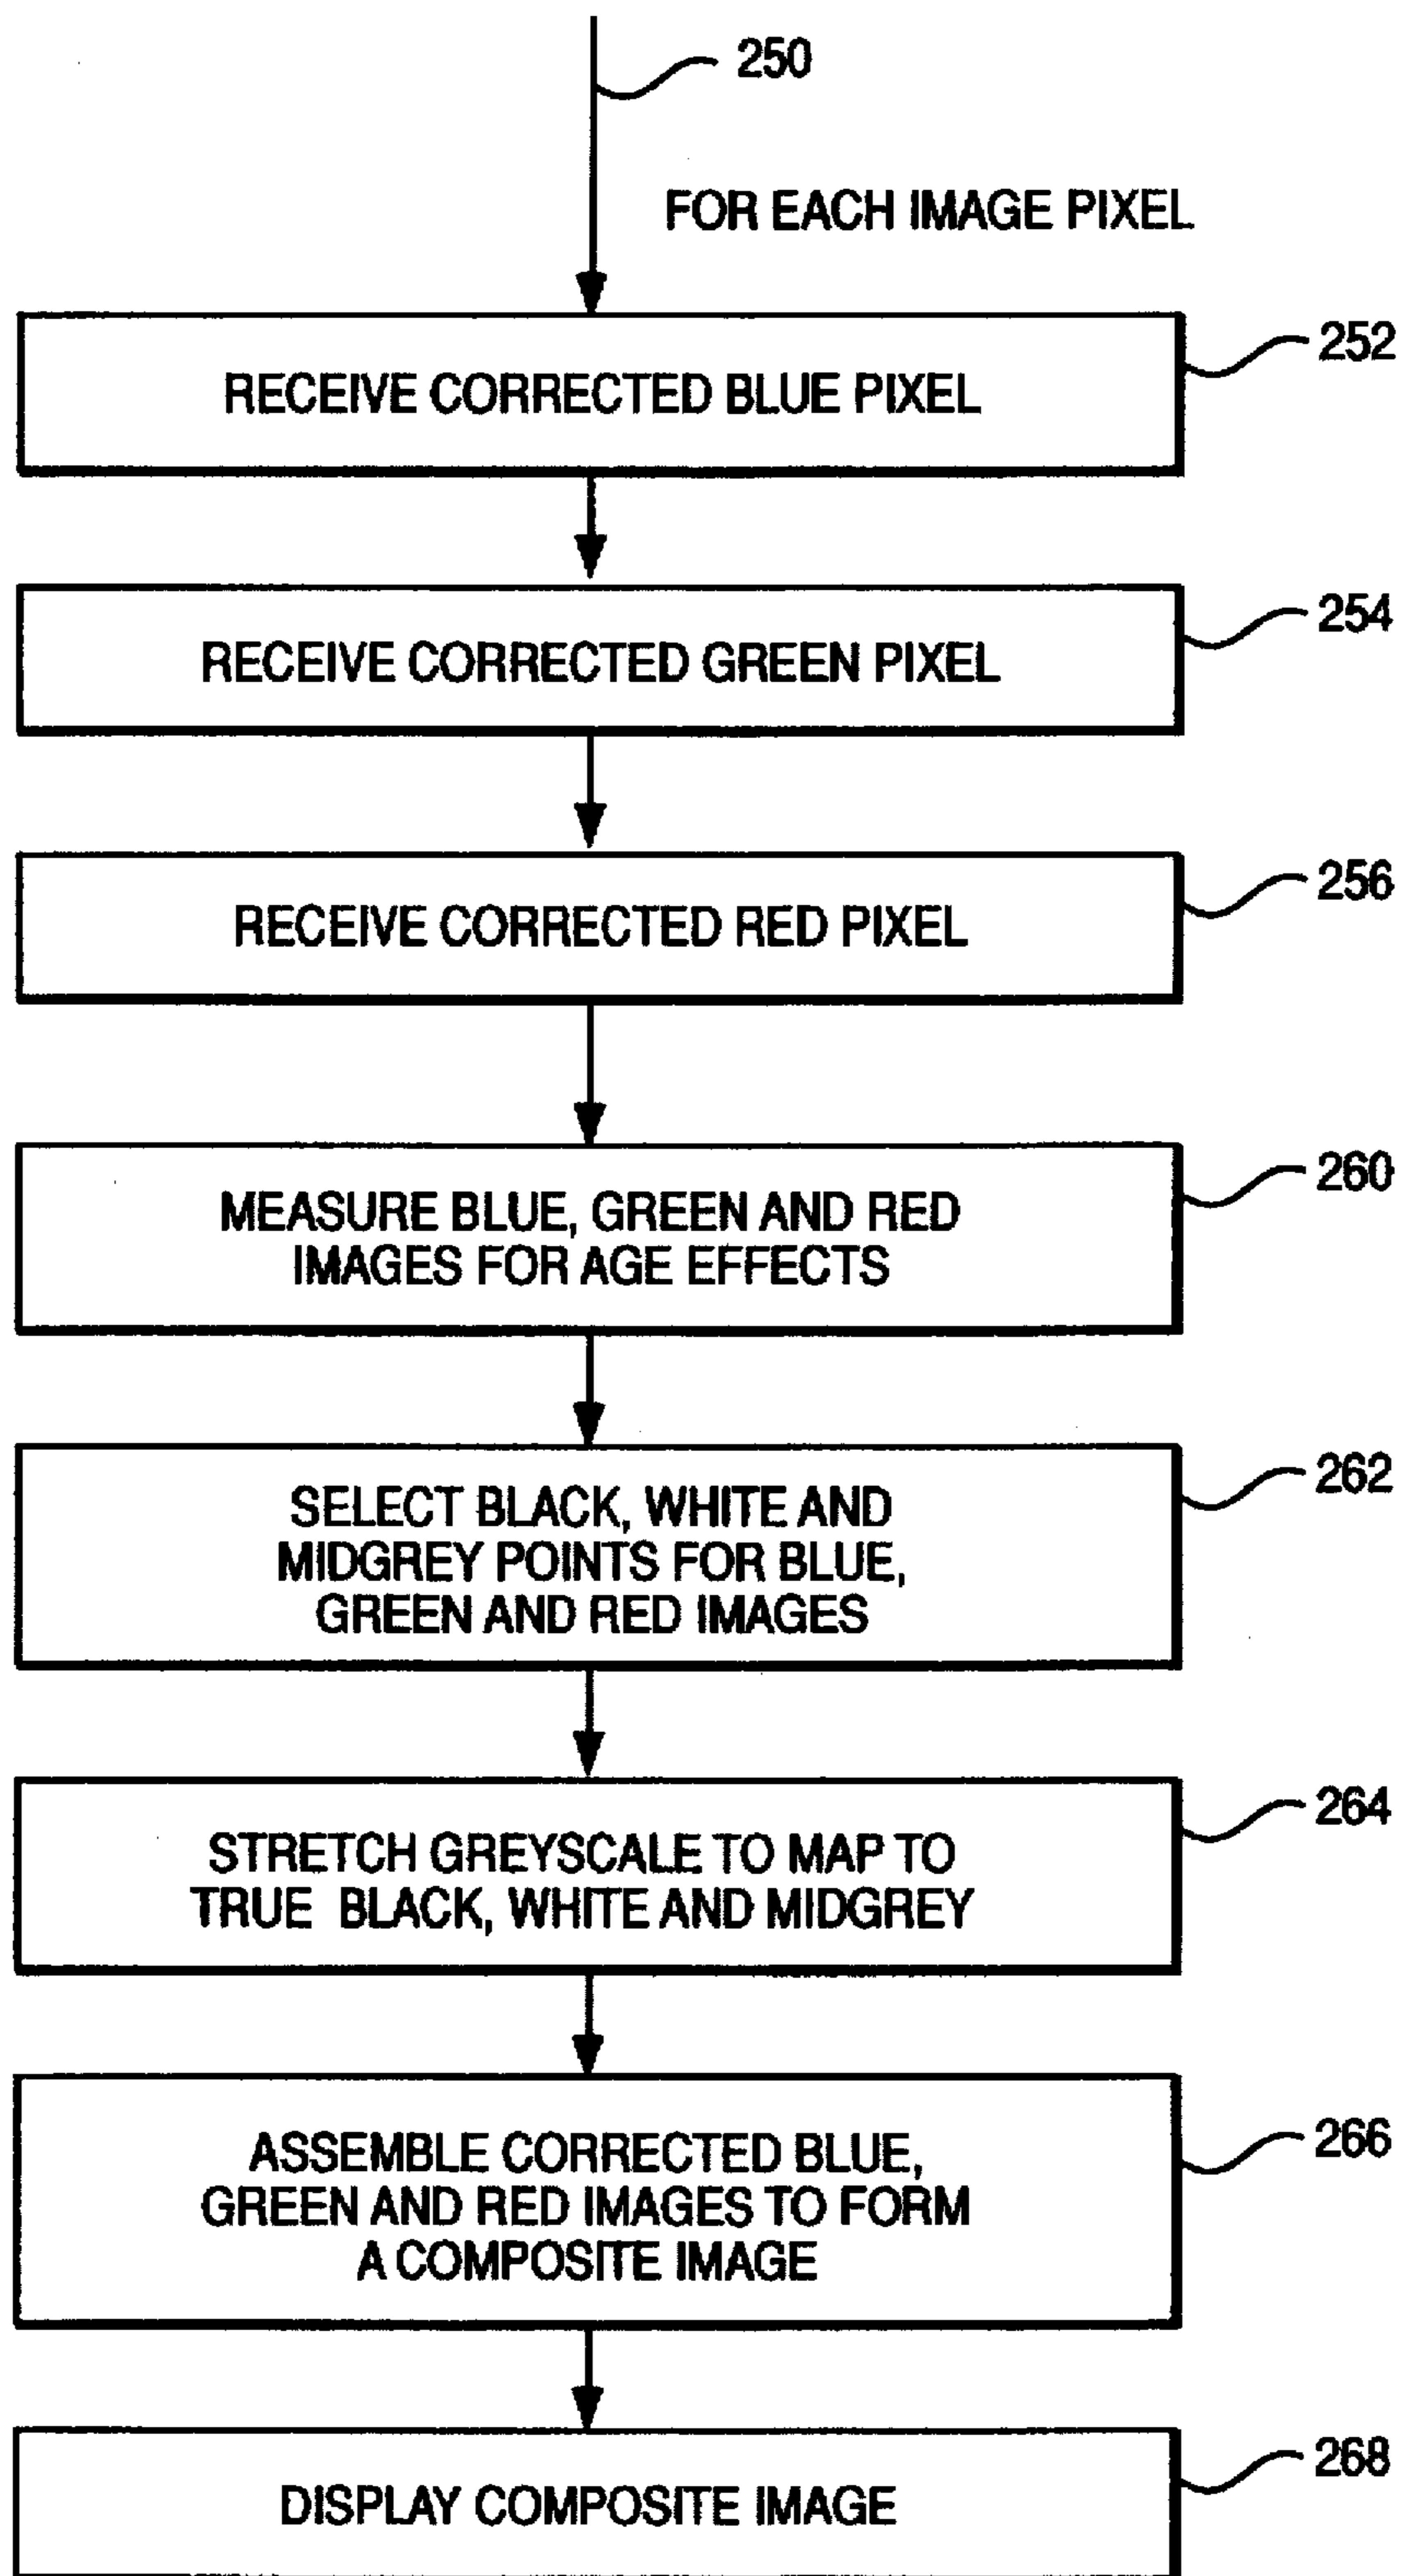 250
FOR EACH IMAGE PIXEL
252
RECEIVE CORRECTED BLUE PIXEL
254
RECEIVE CORRECTED GREEN PIXEL
256
RECEIVE CORRECTED RED PIXEL
260
MEASURE BLUE, GREEN AND RED
IMAGES FOR AGE EFFECTS
262
SELECT BLACK, WHITE AND
MIDGREY POINTS FOR BLUE,
GREEN AND RED IMAGES
264
STRETCH GREYSCALE TO MAP TO
TRUE BLACK, WHITE AND MIDGREY
266
ASSEMBLE CORRECTED BLUE,
GREEN AND RED IMAGES TO FORM
A COMPOSITE IMAGE
268
DISPLAY COMPOSITE IMAGE